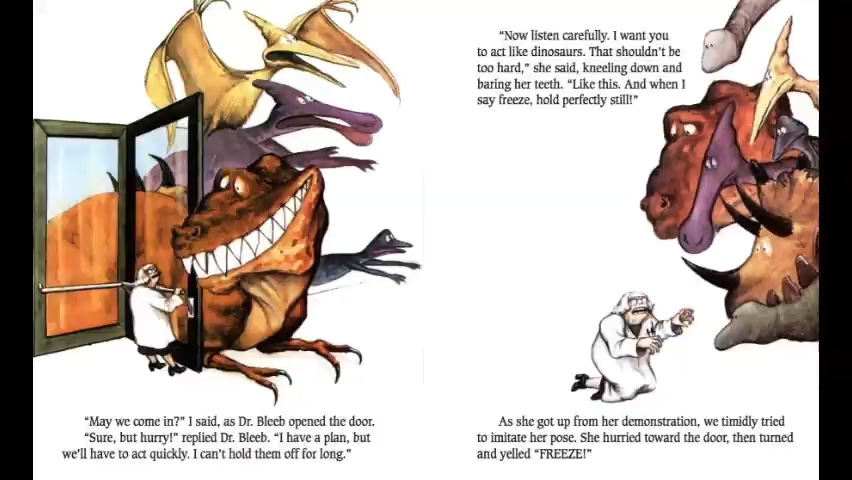 "May we come in?" I said, as Dr. Bleeb opened the door.
"Sure, but hurry!" replied Dr. Bleeb. "I have a plan, but
we'll have to act quickly. I can't hold them off for long."
"Now listen carefully. I want you
to act like dinosaurs. That shouldn't be
too hard," she said, kneeling down and
baring her teeth. "Like this. And when I
say freeze, hold perfectly still!"
As she got up from her demonstration, we timidly tried
to imitate her pose. She hurried toward the door, then turned
and yelled "FREEZE!"